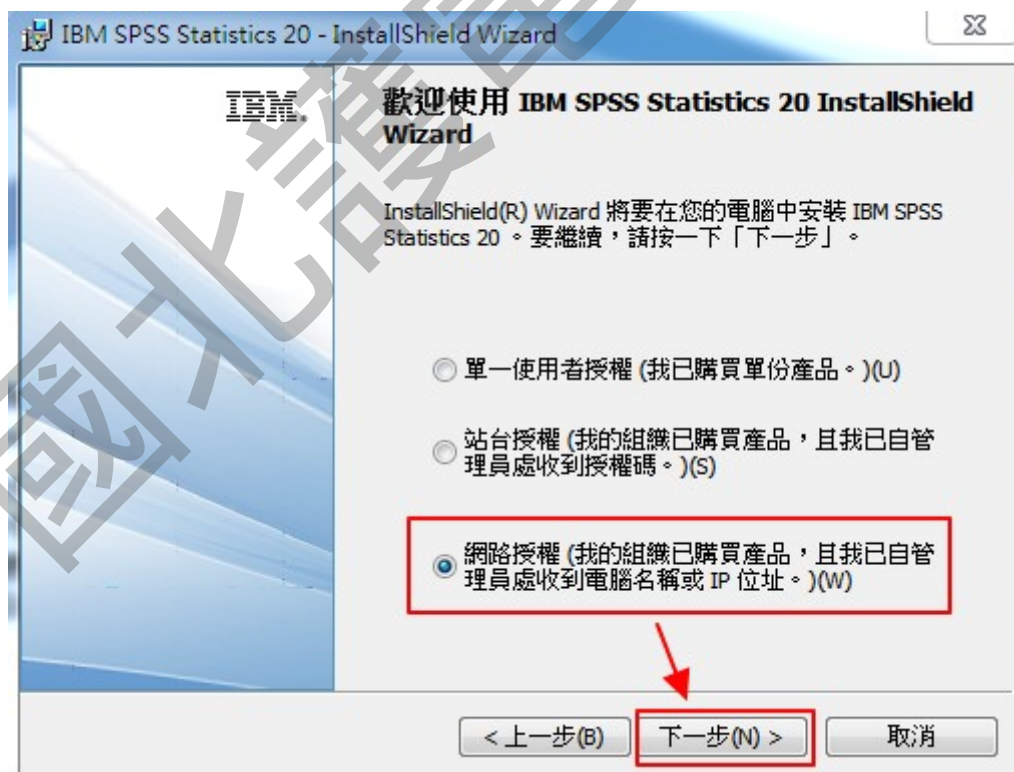 IBM SPSS Statistics 20 - InstallShield Wizard
IBM.
歡迎使用 IBM SPSS Statistics 20 InstallShield
Wizard
InstallShield(R) Wizard 將要在您的電腦中安裝 IBM SPSS
Statistics 20 。要繼續，請按一下「下一步」。
單一使用者授權 (我已購買單份產品。)(U)
站台授權 (我的組織已購買產品，且我已自管
理員處收到授權碼。)(S)
網路授權 (我的組織已購買產品，且我已自管
理員處收到電腦名稱或 IP 位址。)(W)
< 上一步(B)
下一步(N) >
取消
國北護